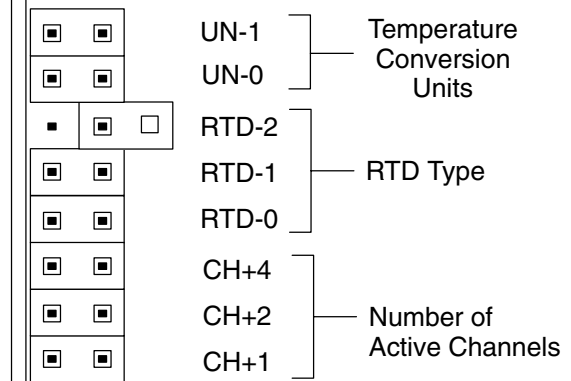 UN-1
UN-0
Temperature
Conversion
Units
RTD-2
RTD-1
RTD-0
RTD Type
CH+4
CH+2
CH+1
Number of
Active Channels